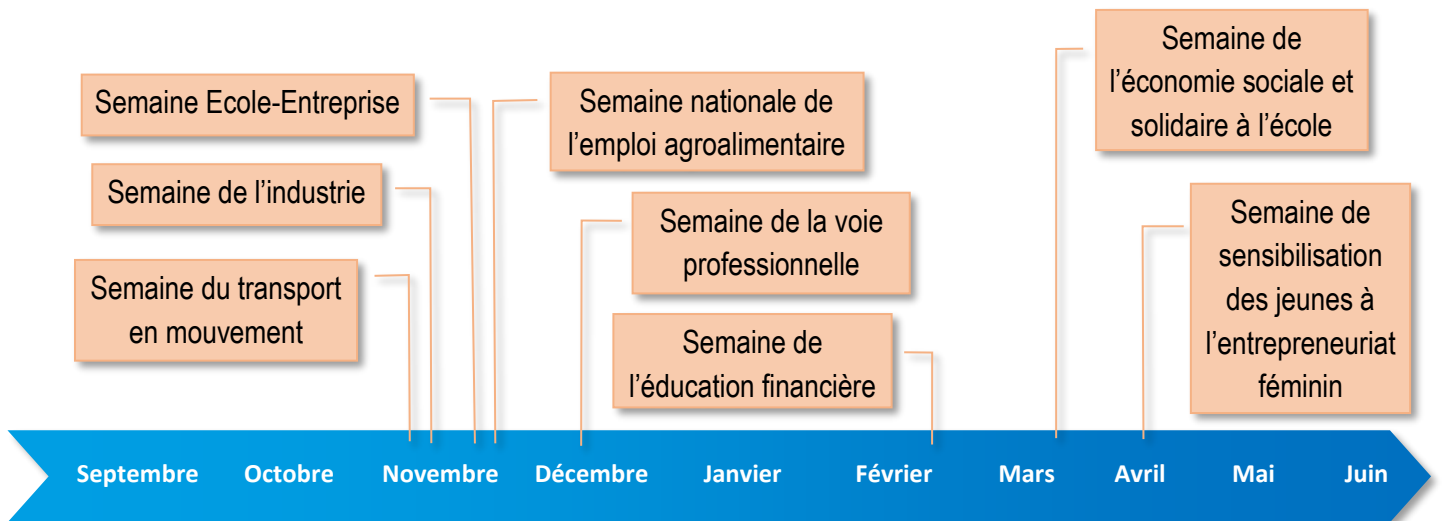 Semaine Ecole-Entreprise
Semaine de l’industrie
Semaine du transport
en mouvement
Semaine nationale de
l’emploi agroalimentaire
Semaine de la voie
professionnelle
Semaine de
l’éducation financière
Semaine de
l’économie sociale et
solidaire à l’école
Semaine de
sensibilisation
des jeunes à
l’entrepreneuriat
féminin
Septembre Octobre Novembre Décembre Janvier Février Mars Avril Mai Juin